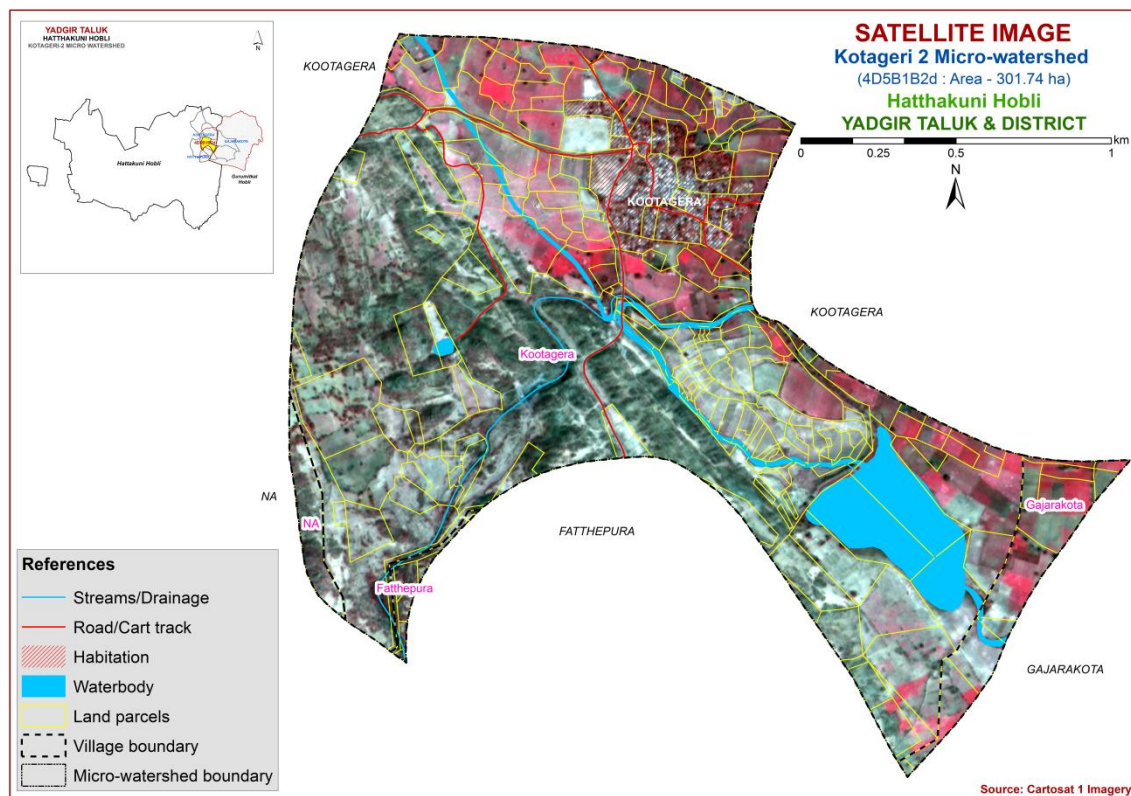 YADGIR TALUK
HATTHAKUNI HOBLI
KOTAGERI-2 MICRO WATERSHED
N
Hattakuni Hobli
Gurumitkal
Hobli
SATELLITE IMAGE
Kotageri 2 Micro-watershed
(4D5B1B2d : Area - 301.74 ha)
Hatthakuni Hobli
YADGIR TALUK & DISTRICT
km
0 0.25 0.5 1
N
KOOTAGERA
KOOTAGERA
KOOTAGERA
Kootagera
NA
NA
FATTHEPURA
Fatthepura
Gajarakota
GAJARAKOTA
References
Streams/Drainage
Road/Cart track
Habitation
Waterbody
Land parcels
Village boundary
Micro-watershed boundary
Source: Cartosat 1 Imagery